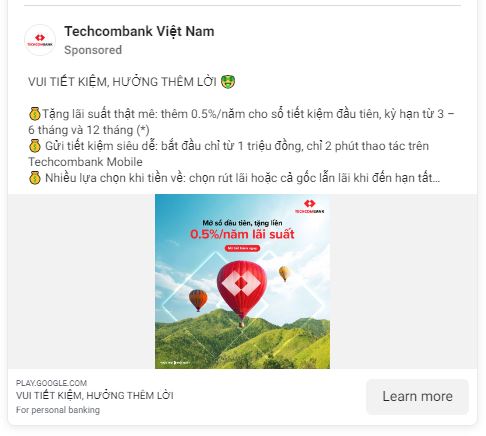 Techcombank Việt Nam
Sponsored
VUI TIẾT KIỆM, HƯỞNG THÊM LỜI 🤑
💰Tặng lãi suất thật mê: thêm 0.5%/năm cho sổ tiết kiệm đầu tiên, kỳ hạn từ 3 –
6 tháng và 12 tháng (*)
💰 Gửi tiết kiệm siêu dễ: bắt đầu chỉ từ 1 triệu đồng, chỉ 2 phút thao tác trên
Techcombank Mobile
💰 Nhiều lựa chọn khi tiền về: chọn rút lãi hoặc cả gốc lẫn lãi khi đến hạn tất...
TECHCOMBANK
Mở sổ đầu tiên, tặng liền
0.5%/năm lãi suất
PLAY.GOOGLE.COM
VUI TIẾT KIỆM, HƯỞNG THÊM LỜI
For personal banking
Learn more